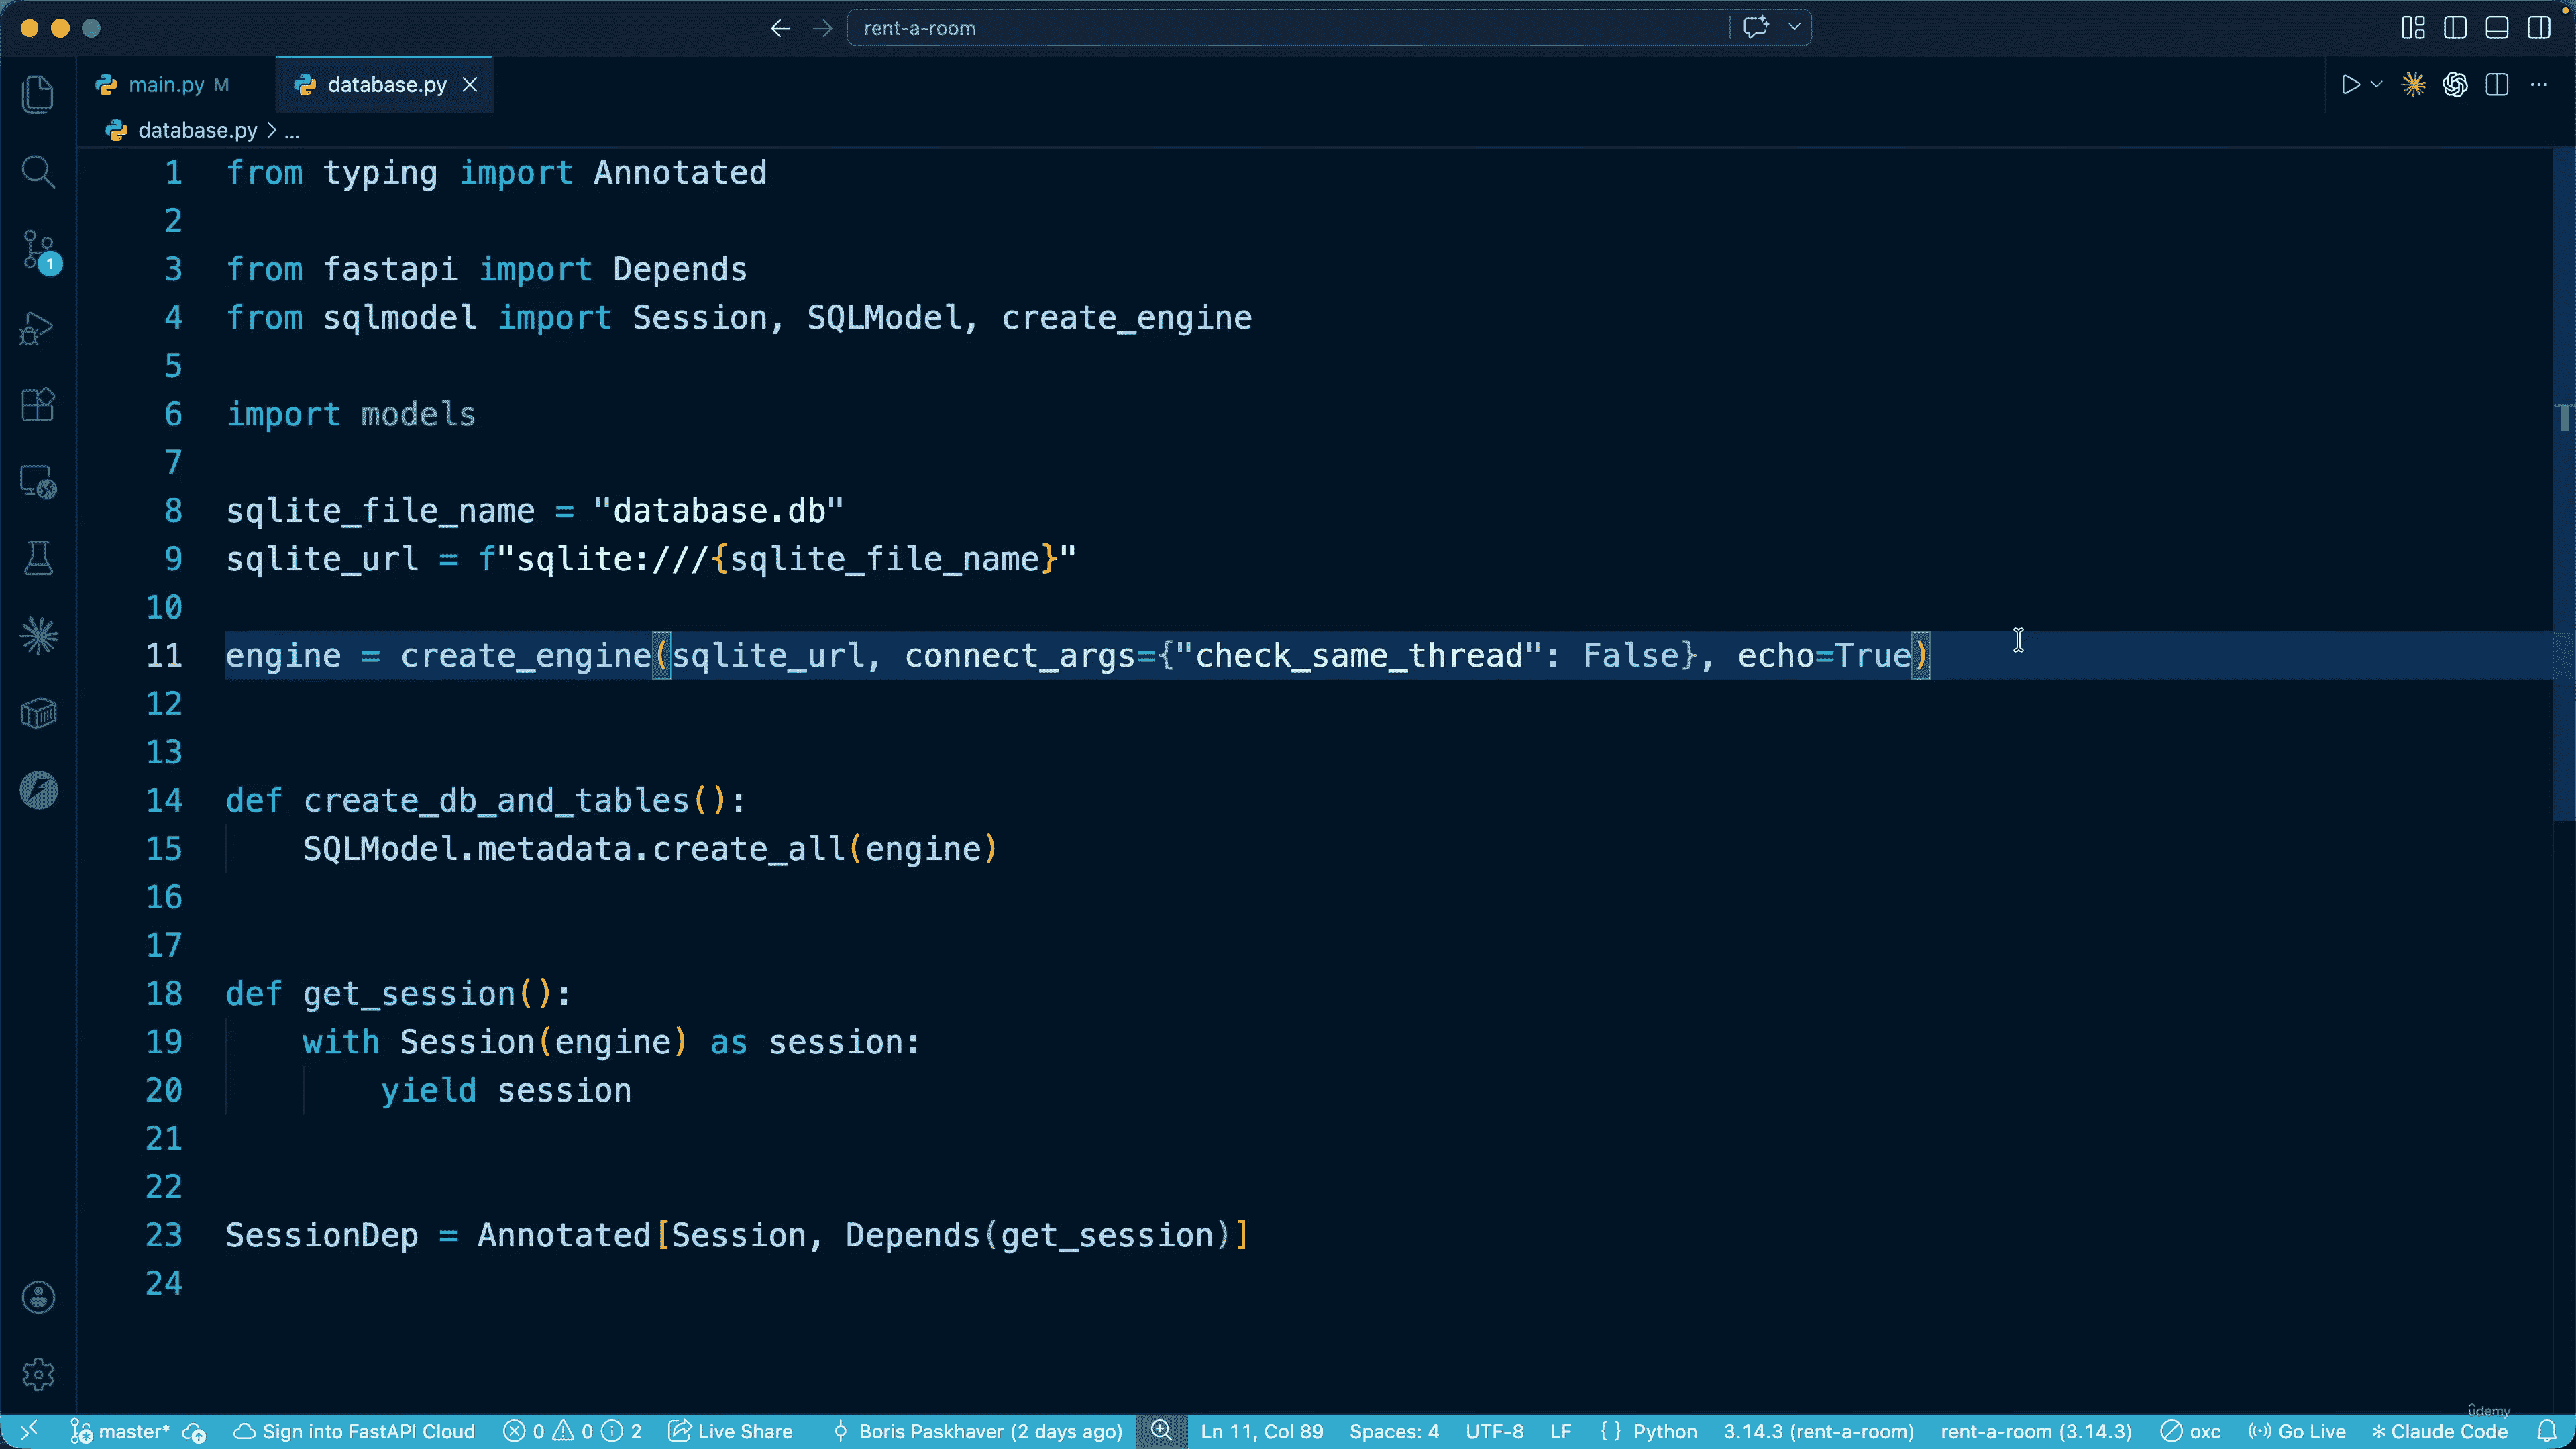 rent-a-room
main.py M
database.py
database.py > ...
1 from typing import Annotated
2
3 from fastapi import Depends
4 from sqlmodel import Session, SQLModel, create_engine
5
6 import models
7
8 sqlite_file_name = "database.db"
9 sqlite_url = f"sqlite:///{sqlite_file_name}"
10
11 engine = create_engine(sqlite_url, connect_args={"check_same_thread": False}, echo=True)
12
13
14 def create_db_and_tables():
15     SQLModel.metadata.create_all(engine)
16
17
18 def get_session():
19     with Session(engine) as session:
20         yield session
21
22
23 SessionDep = Annotated[Session, Depends(get_session)]
24
1
ûdemy
master* Sign into FastAPI Cloud 0 0 2 Live Share Boris Paskhaver (2 days ago) Ln 11, Col 89 Spaces: 4 UTF-8 LF { } Python 3.14.3 (rent-a-room) rent-a-room (3.14.3) oxc Go Live Claude Code